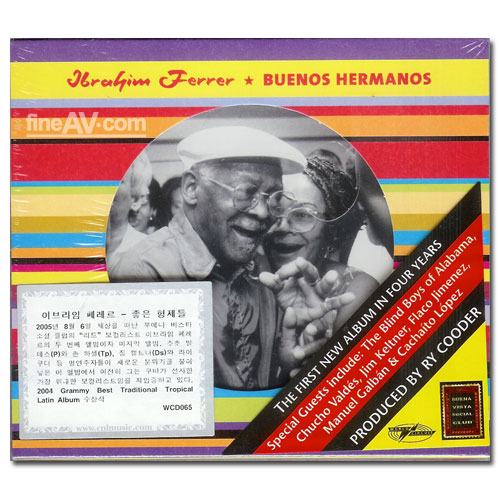 Ibrahim Ferrer ★ BUENOS HERMANOS
fineAV.com
THE FIRST NEW ALBUM IN FOUR YEARS
Special Guests Include: The Blind Boys of Alabama,
Chucho Valdés, Jim Keltner, Flaco Jimenez,
Manuel Galbán & Cachaíto López
PRODUCED BY RY COODER
이브라임 페레르 - 좋은 형제들
2005년 8월 6일 세상을 떠난 부에나 비스타
소셜 클럽의 "리드" 보컬리스트 이브라임 페레
르의 두 번째 앨범이자 마지막 앨범. 추초 발
데스(P)와 존 하셀(Tp), 짐 켈트너(Ds)와 라이
쿠더 등 명연주자들이 새로운 분위기를 불어
넣은 이 앨범에서 여전히 그는 쿠바가 선사한
가장 위대한 보컬리스트임을 재입증하고 있다.
2004 Grammy Best Traditional Tropical
Latin Album 수상작
WCD065
www.cnlmusic.com
WORLD CIRCUIT
BUENA
VISTA
SOCIAL
CLUB